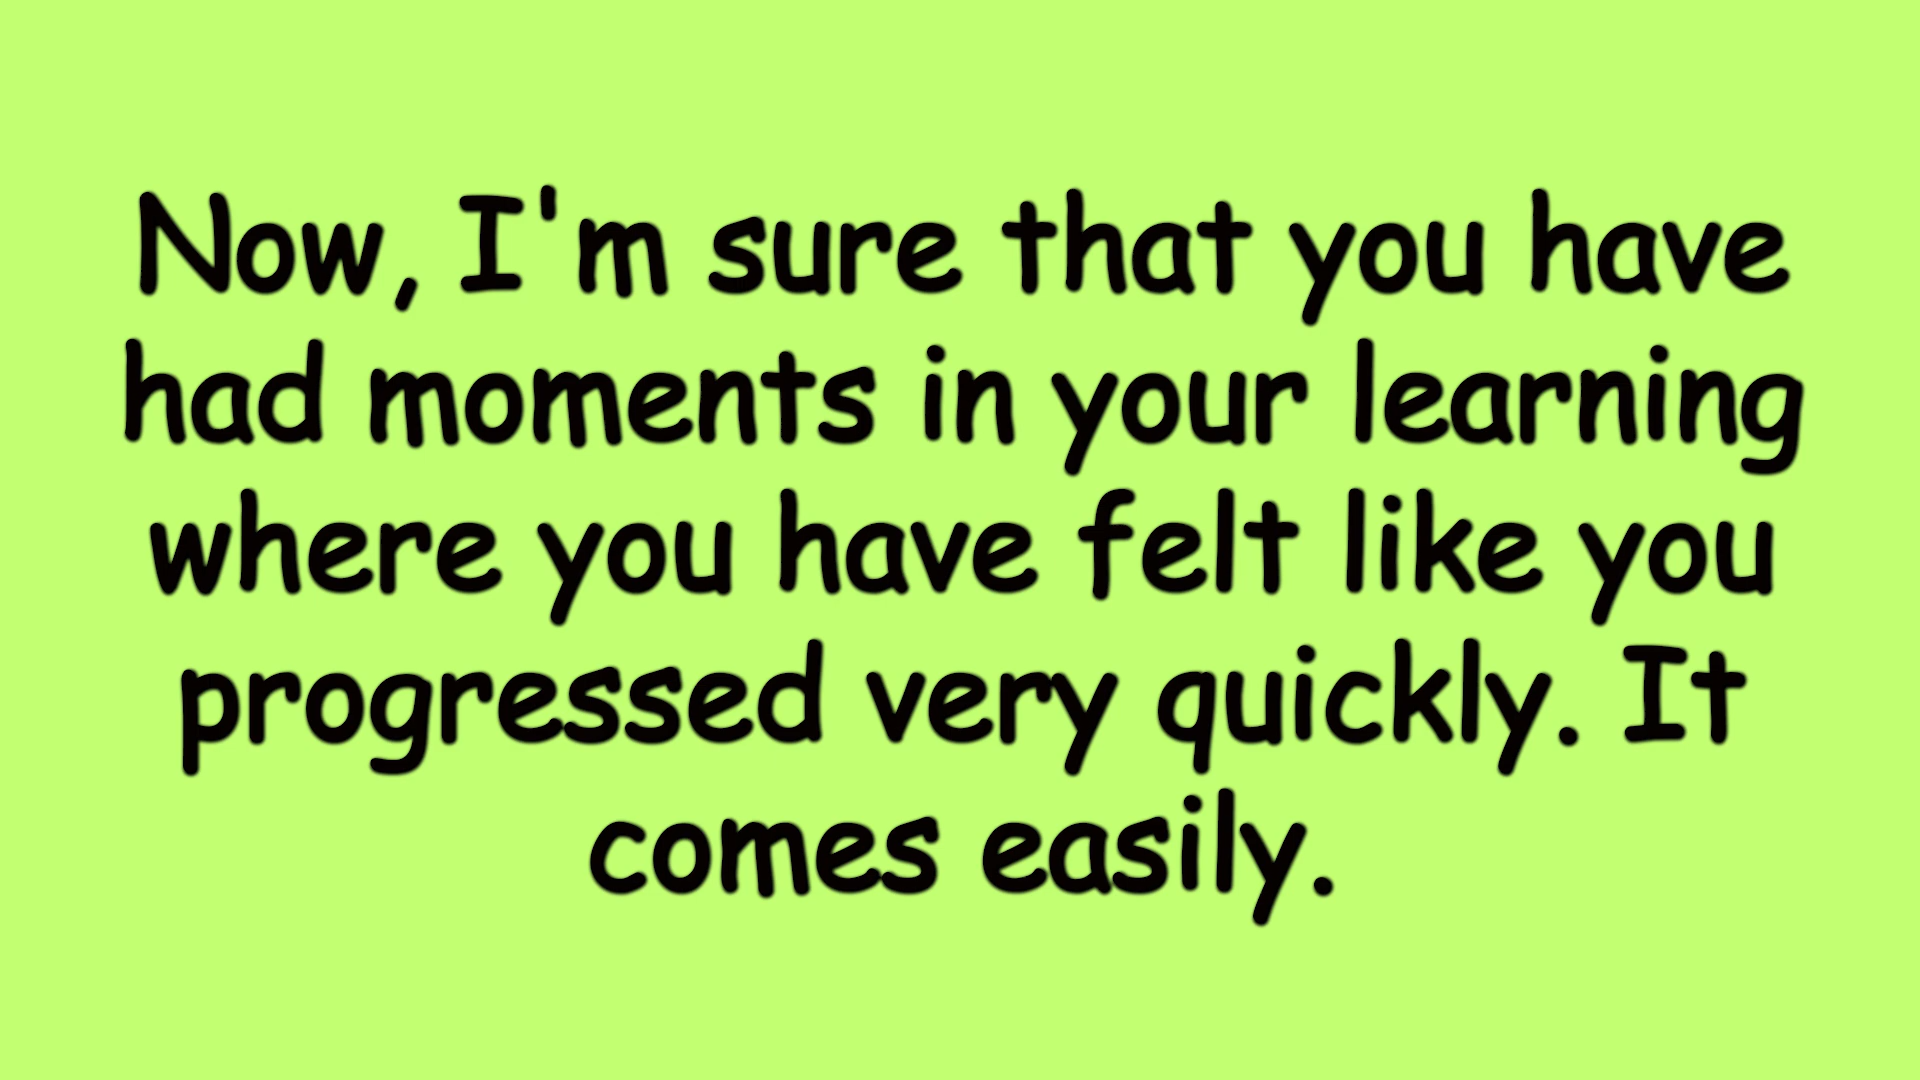 Now, I'm sure that you have
had moments in your learning
where you have felt like you
progressed very quickly. It
comes easily.